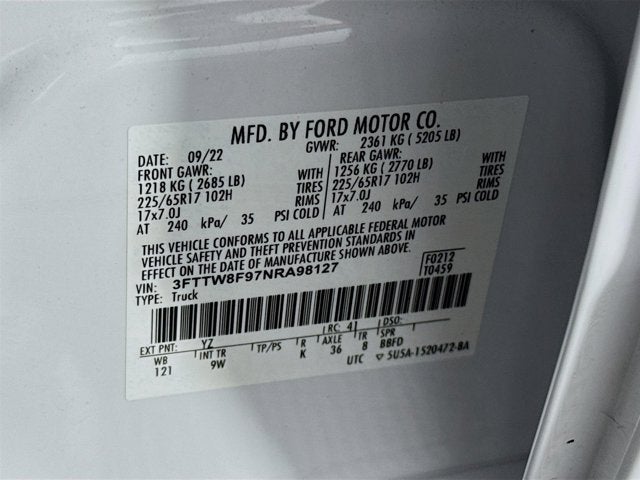 MFD. BY FORD MOTOR CO.
DATE: 09/22 GVWR: 2361 KG ( 5205 LB)
FRONT GAWR: REAR GAWR:
1218 KG ( 2685 LB) WITH 1256 KG ( 2770 LB) WITH
225/65R17 102H TIRES 225/65R17 102H TIRES
17x7.0J RIMS 17x7.0J RIMS
AT 240 kPa/ 35 PSI COLD AT 240 kPa/ 35 PSI COLD
THIS VEHICLE CONFORMS TO ALL APPLICABLE FEDERAL MOTOR
VEHICLE SAFETY AND THEFT PREVENTION STANDARDS IN
EFFECT ON THE DATE OF MANUFACTURE SHOWN ABOVE.
VIN: 3FTTW8F97NRA98127 F0212
TYPE: Truck T0459
EXT PNT: YZ RC: 41 DSO:
WB INT TR TP/PS R AXLE TR SPR
121 9W K 36 8 BBFD
UTC 5U5A-1520472-BA